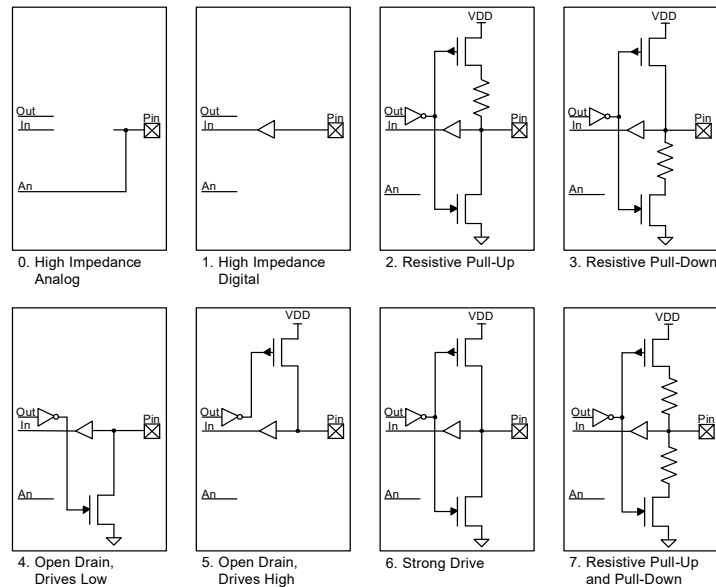 Out
In
Pin
An
0. High Impedance
Analog
Out
In
Pin
An
1. High Impedance
Digital
VDD
Out
In
Pin
An
2. Resistive Pull-Up
VDD
Out
In
Pin
An
3. Resistive Pull-Down
Out
In
Pin
An
4. Open Drain,
Drives Low
VDD
Out
In
Pin
An
5. Open Drain,
Drives High
VDD
Out
In
Pin
An
6. Strong Drive
VDD
Out
In
Pin
An
7. Resistive Pull-Up
and Pull-Down